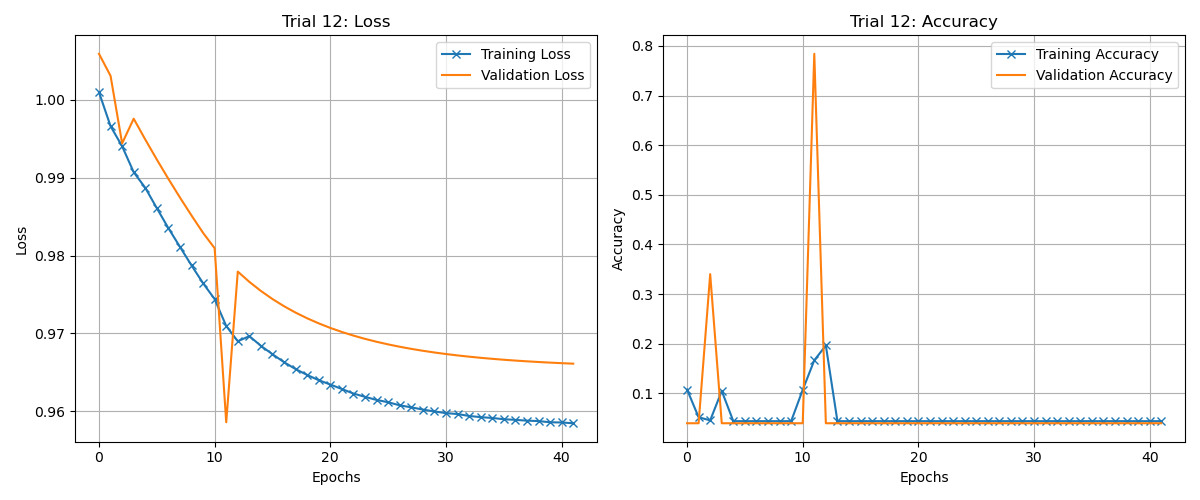 Trial 12: Loss
Training Loss
Validation Loss
1.00
0.99
0.98
0.97
0.96
Loss
0 10 20 30 40
Epochs
Trial 12: Accuracy
Training Accuracy
Validation Accuracy
0.8
0.7
0.6
0.5
0.4
0.3
0.2
0.1
Accuracy
0 10 20 30 40
Epochs